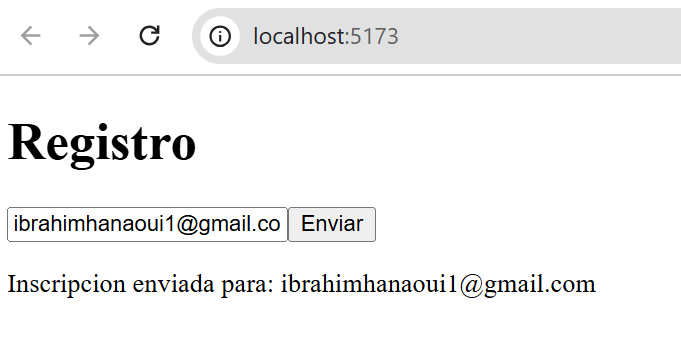 localhost:5173
Registro
ibrahimhanaoui1@gmail.co Enviar
Inscripcion enviada para: ibrahimhanaoui1@gmail.com